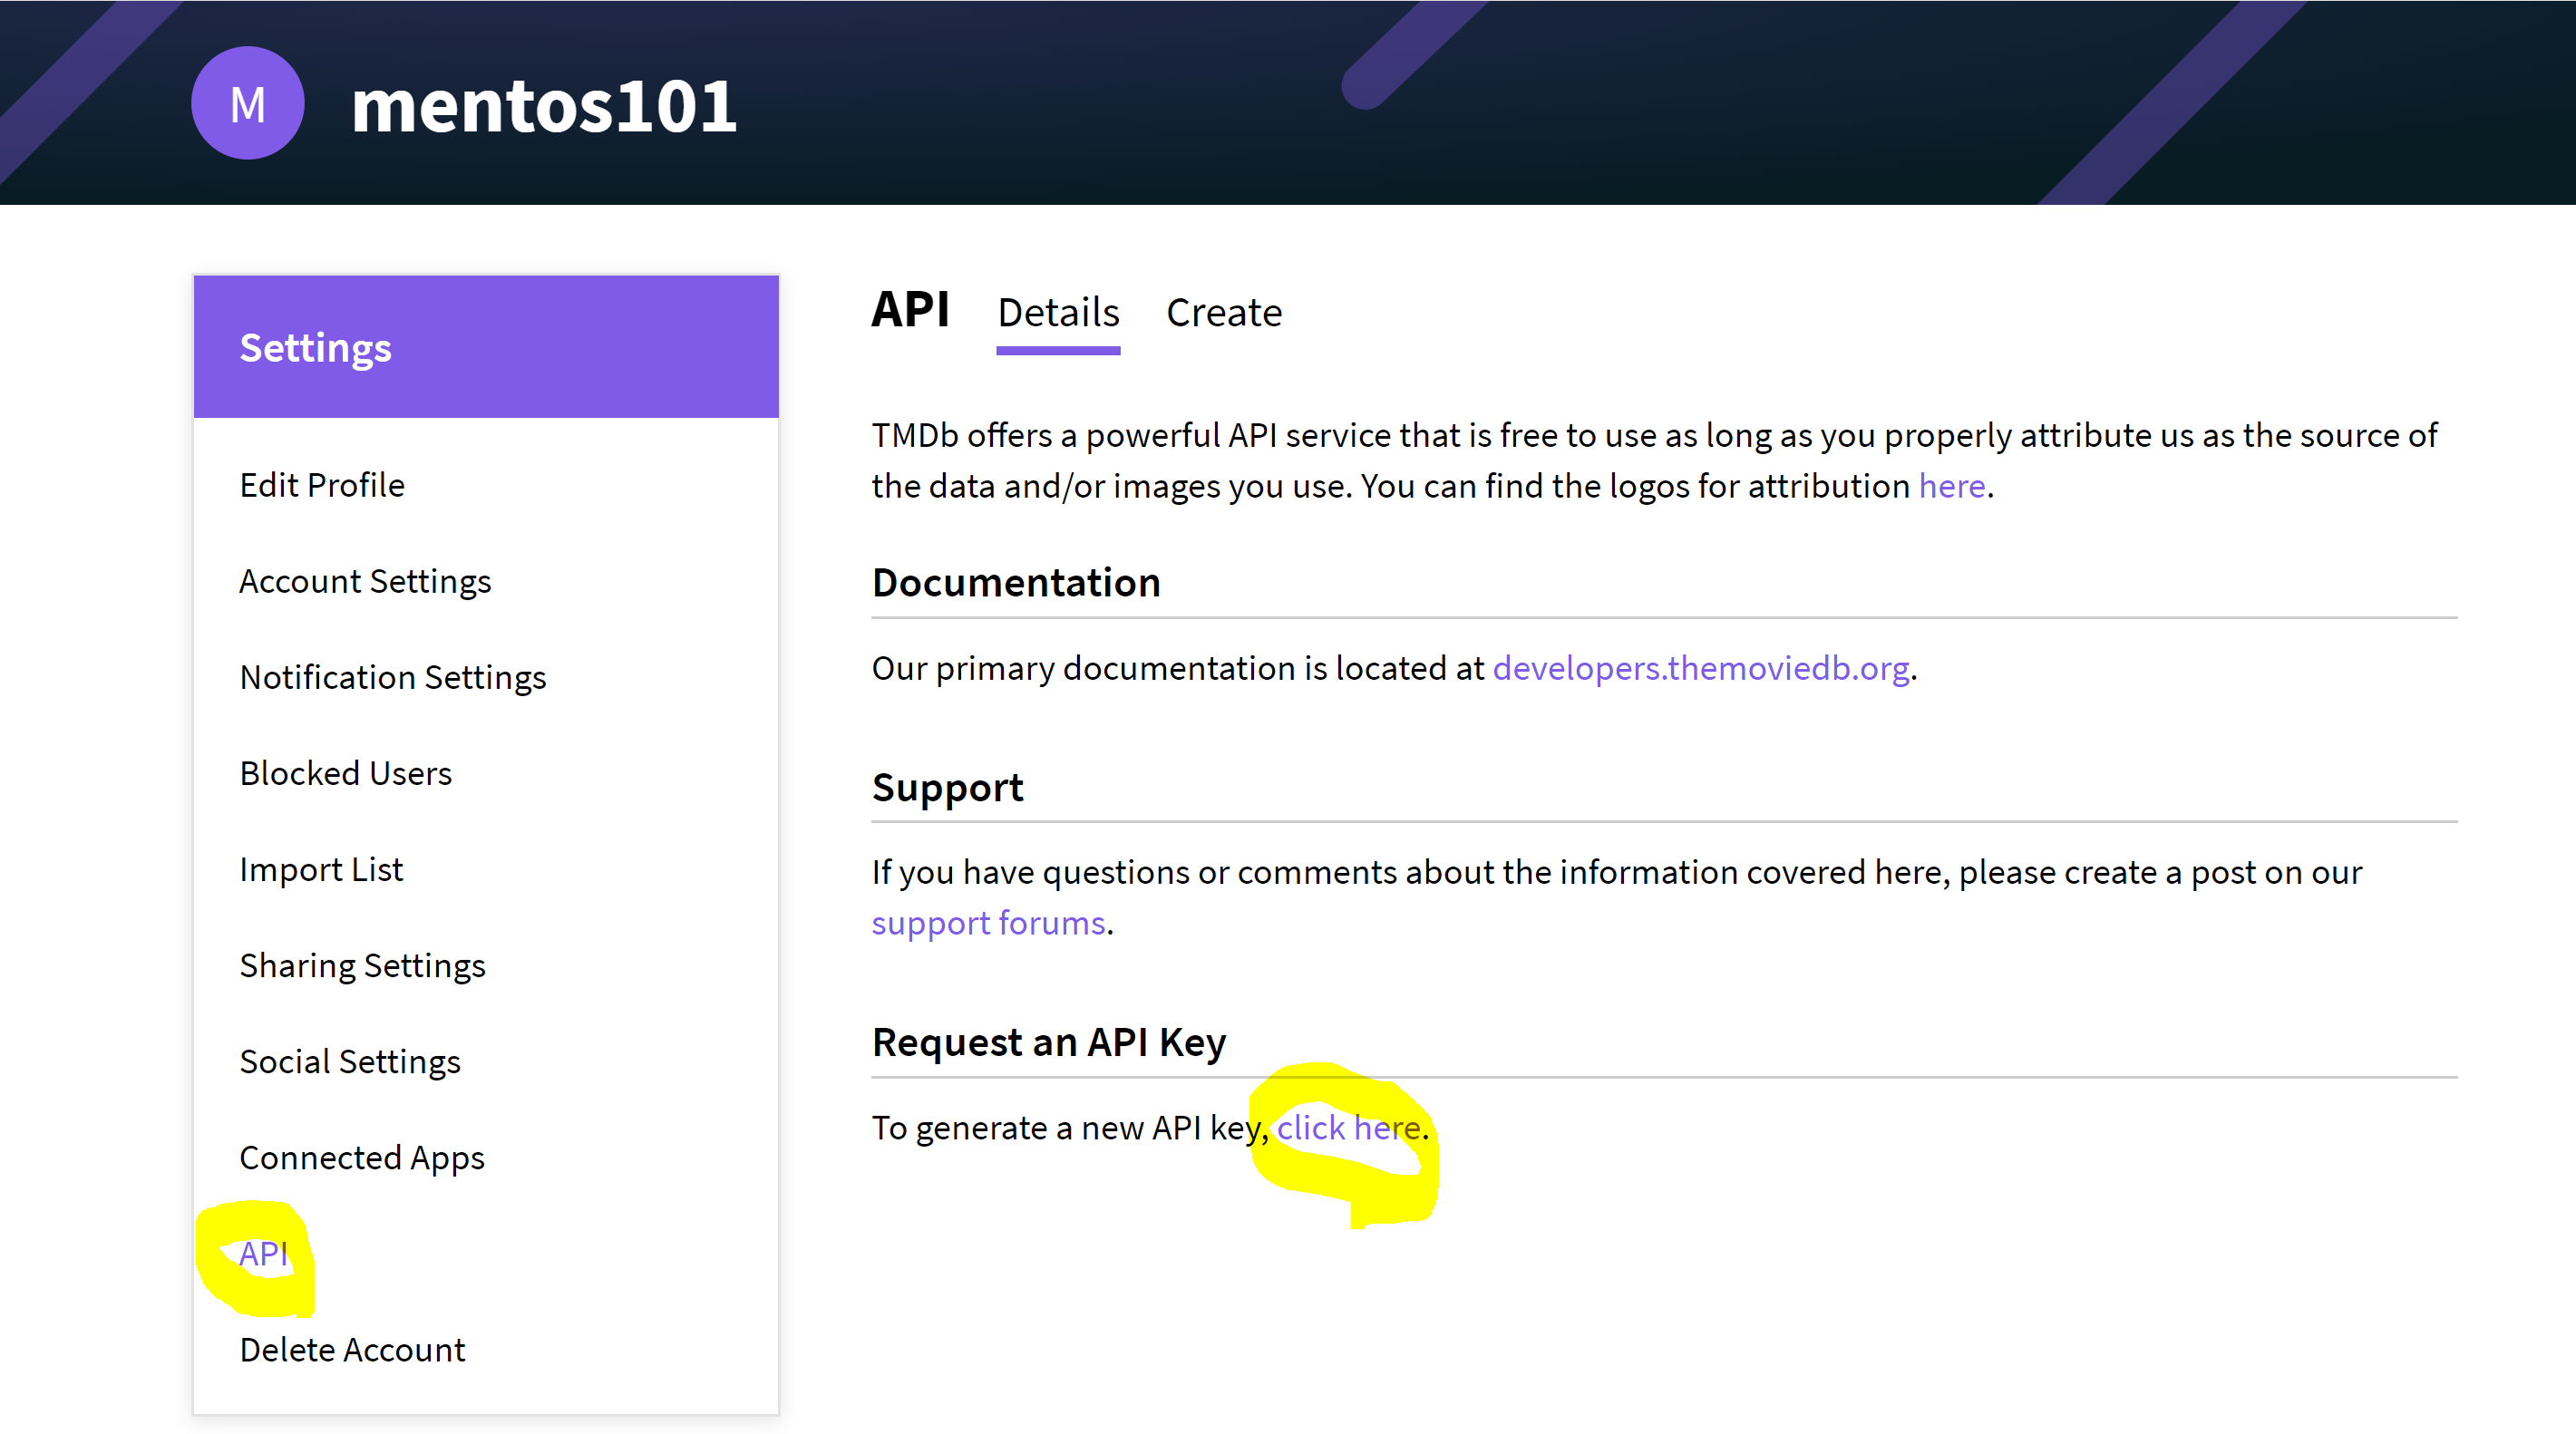 M
mentos101
Settings
Edit Profile
Account Settings
Notification Settings
Blocked Users
Import List
Sharing Settings
Social Settings
Connected Apps
API
Delete Account
API Details Create
TMDb offers a powerful API service that is free to use as long as you properly attribute us as the source of
the data and/or images you use. You can find the logos for attribution here.
Documentation
Our primary documentation is located at developers.themoviedb.org.
Support
If you have questions or comments about the information covered here, please create a post on our
support forums.
Request an API Key
To generate a new API key, click here.